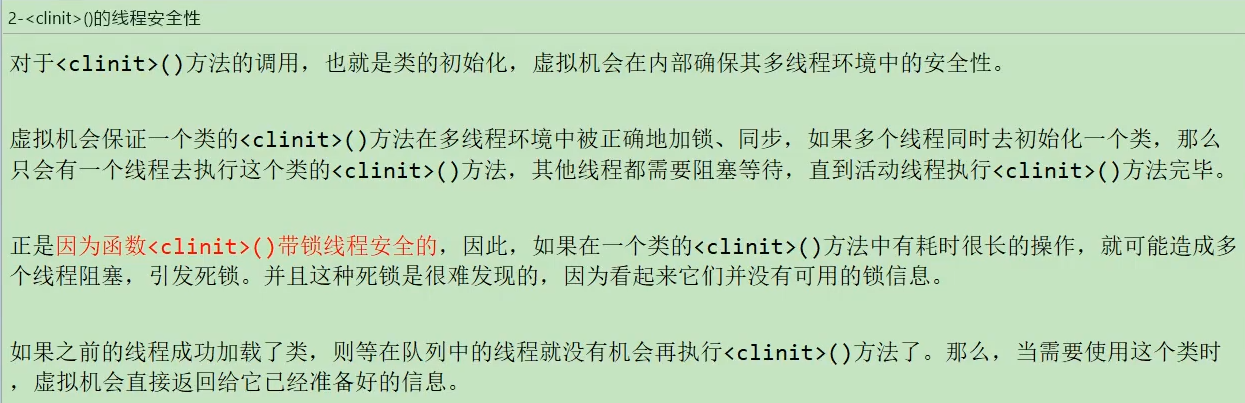 2-<clinit>()的线程安全性
对于<clinit>()方法的调用，也就是类的初始化，虚拟机会在内部确保其多线程环境中的安全性。
虚拟机会保证一个类的<clinit>()方法在多线程环境中被正确地加锁、同步，如果多个线程同时去初始化一个类，那么
只会有一个线程去执行这个类的<clinit>()方法，其他线程都需要阻塞等待，直到活动线程执行<clinit>()方法完毕。
正是因为函数<clinit>()带锁线程安全的，因此，如果在一个类的<clinit>()方法中有耗时很长的操作，就可能造成多
个线程阻塞，引发死锁。并且这种死锁是很难发现的，因为看起来它们并没有可用的锁信息。
如果之前的线程成功加载了类，则等在队列中的线程就没有机会再执行<clinit>()方法了。那么，当需要使用这个类时
，虚拟机会直接返回给它已经准备好的信息。